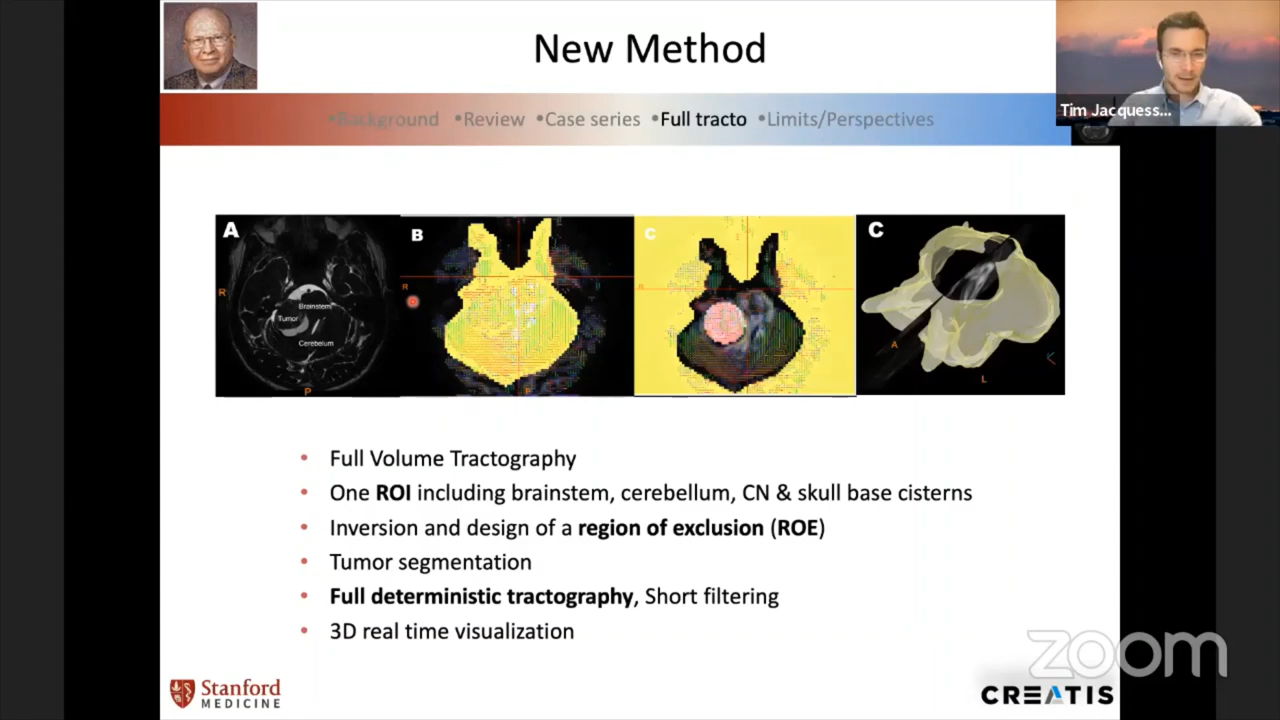 New Method
Tim Jacquess...
•Background •Review •Case series •Full tracto •Limits/Perspectives
A
B
C
C
R
R
Brainstem
Tumor
Cerebelum
A
P
P
L
• Full Volume Tractography
• One ROI including brainstem, cerebellum, CN & skull base cisterns
• Inversion and design of a region of exclusion (ROE)
• Tumor segmentation
• Full deterministic tractography, Short filtering
• 3D real time visualization
zoom
Stanford
MEDICINE
CREATIS